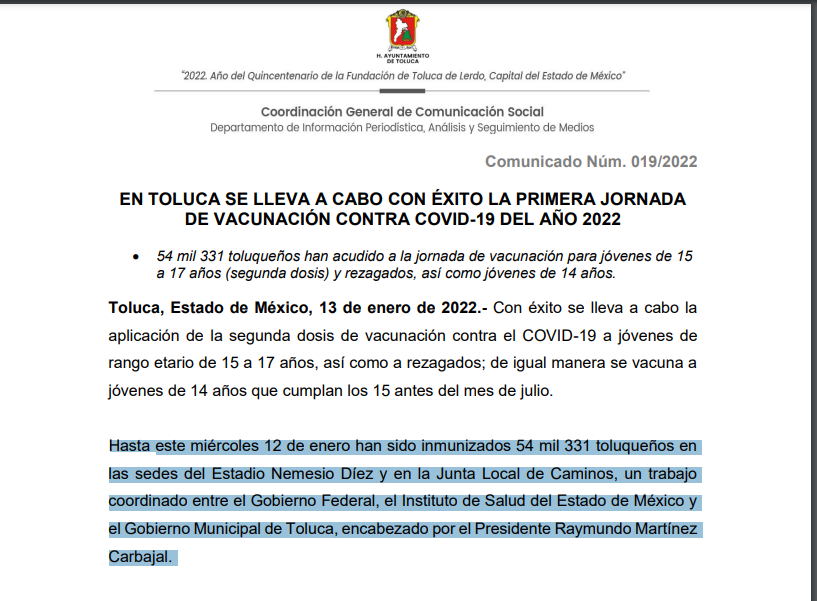 H. AYUNTAMIENTO
DE TOLUCA
"2022. Año del Quincentenario de la Fundación de Toluca de Lerdo, Capital del Estado de México"
Coordinación General de Comunicación Social
Departamento de Información Periodística, Análisis y Seguimiento de Medios
Comunicado Núm. 019/2022
EN TOLUCA SE LLEVA A CABO CON ÉXITO LA PRIMERA JORNADA
DE VACUNACIÓN CONTRA COVID-19 DEL AÑO 2022
• 54 mil 331 toluqueños han acudido a la jornada de vacunación para jóvenes de 15
a 17 años (segunda dosis) y rezagados, así como jóvenes de 14 años.
Toluca, Estado de México, 13 de enero de 2022.- Con éxito se lleva a cabo la
aplicación de la segunda dosis de vacunación contra el COVID-19 a jóvenes de
rango etario de 15 a 17 años, así como a rezagados; de igual manera se vacuna a
jóvenes de 14 años que cumplan los 15 antes del mes de julio.
Hasta este miércoles 12 de enero han sido inmunizados 54 mil 331 toluqueños en
las sedes del Estadio Nemesio Díez y en la Junta Local de Caminos, un trabajo
coordinado entre el Gobierno Federal, el Instituto de Salud del Estado de México y
el Gobierno Municipal de Toluca, encabezado por el Presidente Raymundo Martínez
Carbajal.